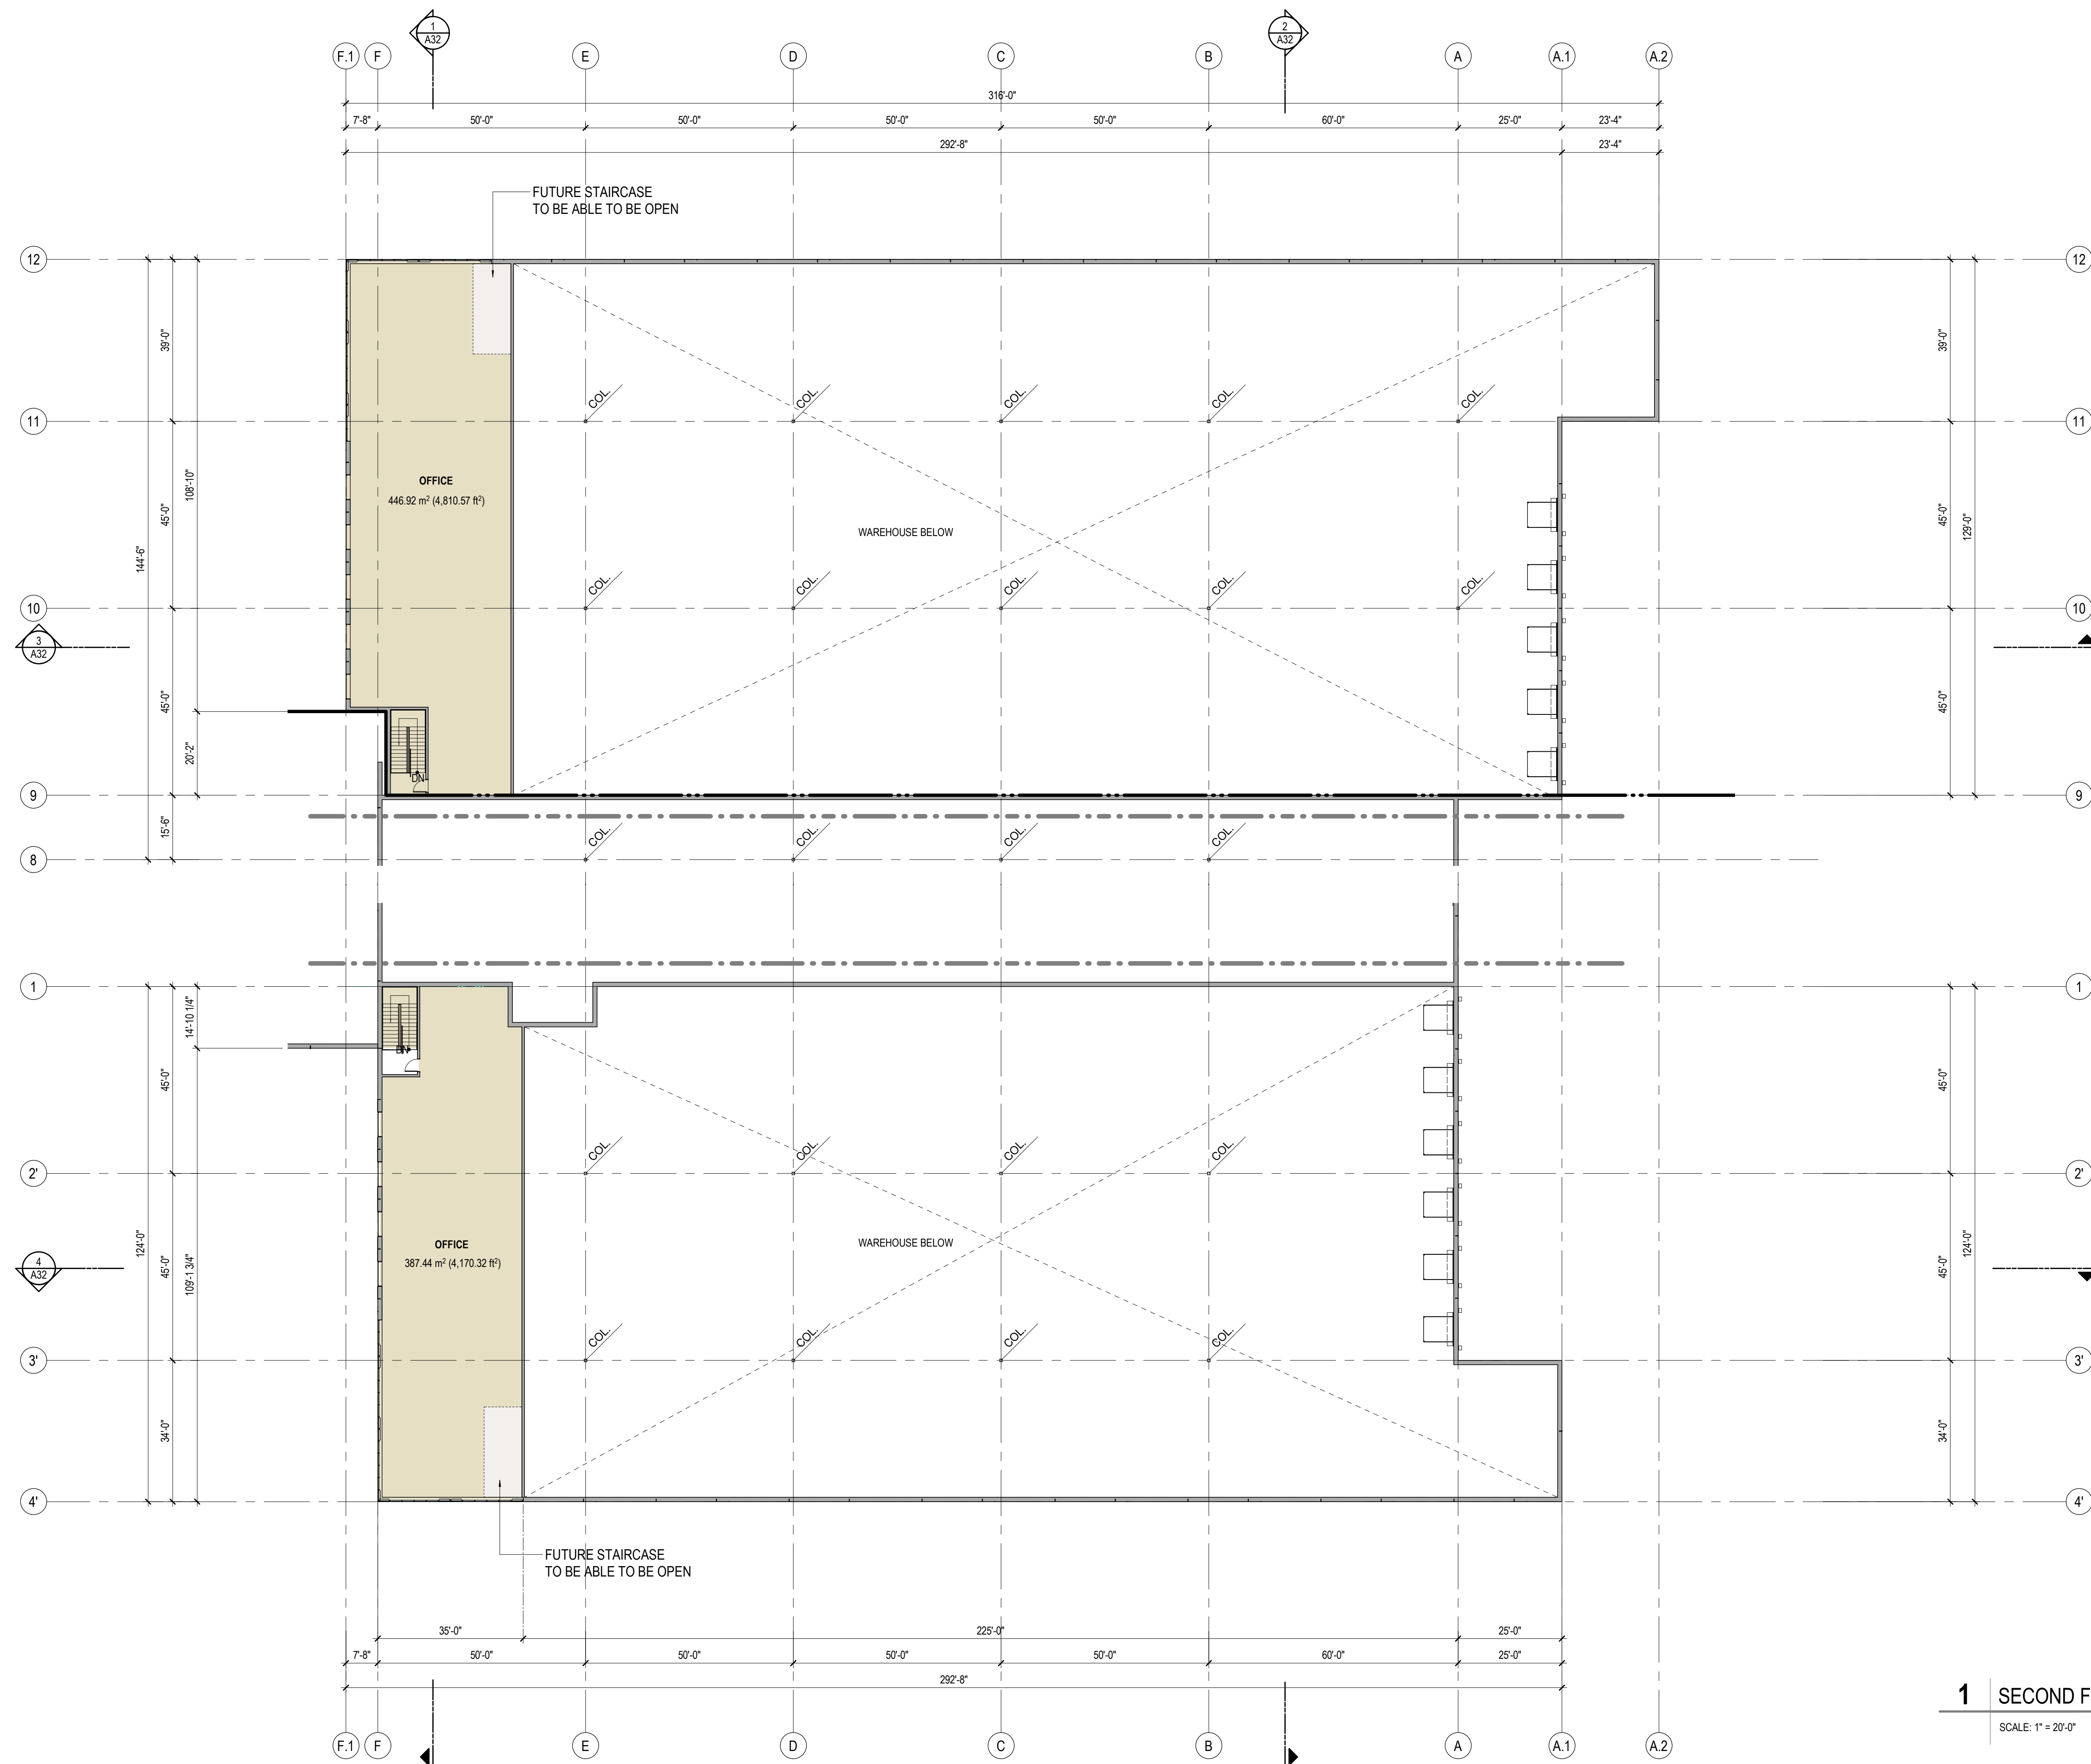 1
A32
2
A32
F.1 F E D C B A A.1 A.2
316'-0"
7'-8" 50'-0" 50'-0" 50'-0" 50'-0" 60'-0" 25'-0" 23'-4"
292'-8" 23'-4"
FUTURE STAIRCASE
TO BE ABLE TO BE OPEN
12 12
39'-0" 39'-0"
COL. COL. COL. COL. COL.
11 11
108'-10"
OFFICE
446.92 m² (4,810.57 ft²)
45'-0" 45'-0"
129'-0"
WAREHOUSE BELOW
144'-6"
COL. COL. COL. COL. COL.
10 10
3
A32
45'-0" 45'-0"
20'-2"
DN
9 9
15'-6"
COL. COL. COL. COL.
8
1 1
14'-10 1/4"
DN
45'-0" 45'-0"
COL. COL. COL. COL.
2' 2'
124'-0" 124'-0"
OFFICE
387.44 m² (4,170.32 ft²)
WAREHOUSE BELOW
4
A32
45'-0" 45'-0"
109'-1 3/4"
COL. COL. COL. COL.
3' 3'
34'-0" 34'-0"
4' 4'
FUTURE STAIRCASE
TO BE ABLE TO BE OPEN
35'-0" 225'-0" 25'-0"
7'-8" 50'-0" 50'-0" 50'-0" 50'-0" 60'-0" 25'-0"
292'-8"
1 SECOND F
SCALE: 1" = 20'-0"
F.1 F E D C B A A.1 A.2